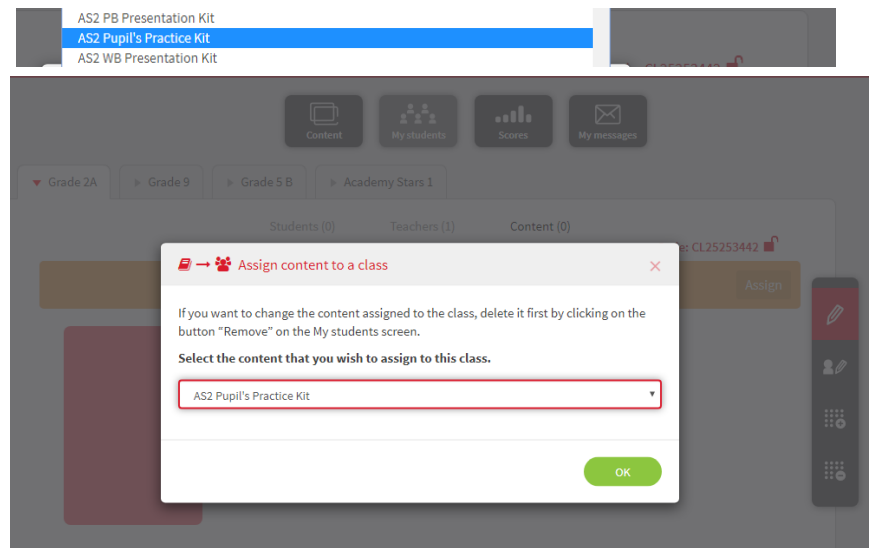 AS2 PB Presentation Kit
AS2 Pupil's Practice Kit
AS2 WB Presentation Kit
CL25253442
Content
My students
Scores
My messages
Grade 2A
Grade 9
Grade 5 B
Academy Stars 1
Students (0)
Teachers (1)
Content (0)
e: CL25253442
Assign content to a class
Assign
If you want to change the content assigned to the class, delete it first by clicking on the
button "Remove" on the My students screen.
Select the content that you wish to assign to this class.
AS2 Pupil's Practice Kit
OK